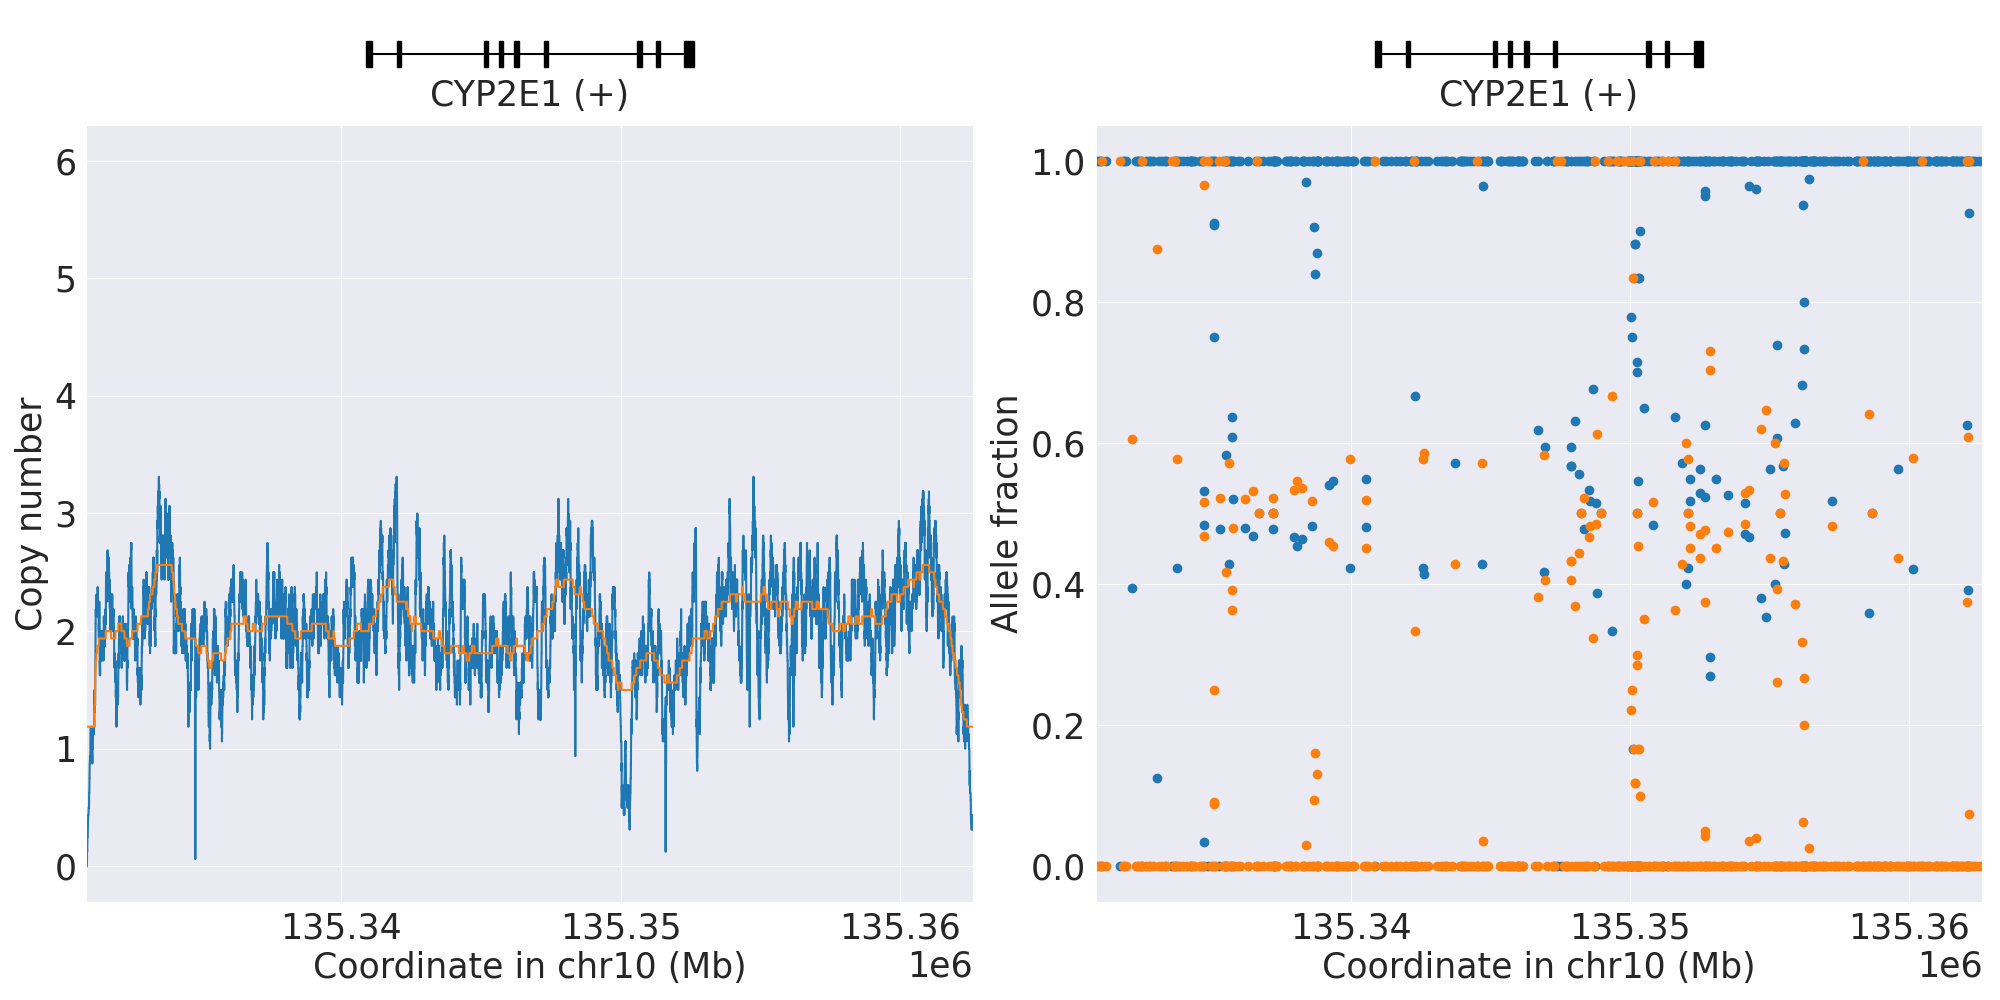 CYP2E1 (+)
6
5
4
3
2
1
0
Copy number
135.34 135.35 135.36
Coordinate in chr10 (Mb)
1e6
CYP2E1 (+)
1.0
0.8
0.6
0.4
0.2
0.0
Allele fraction
135.34 135.35 135.36
Coordinate in chr10 (Mb)
1e6